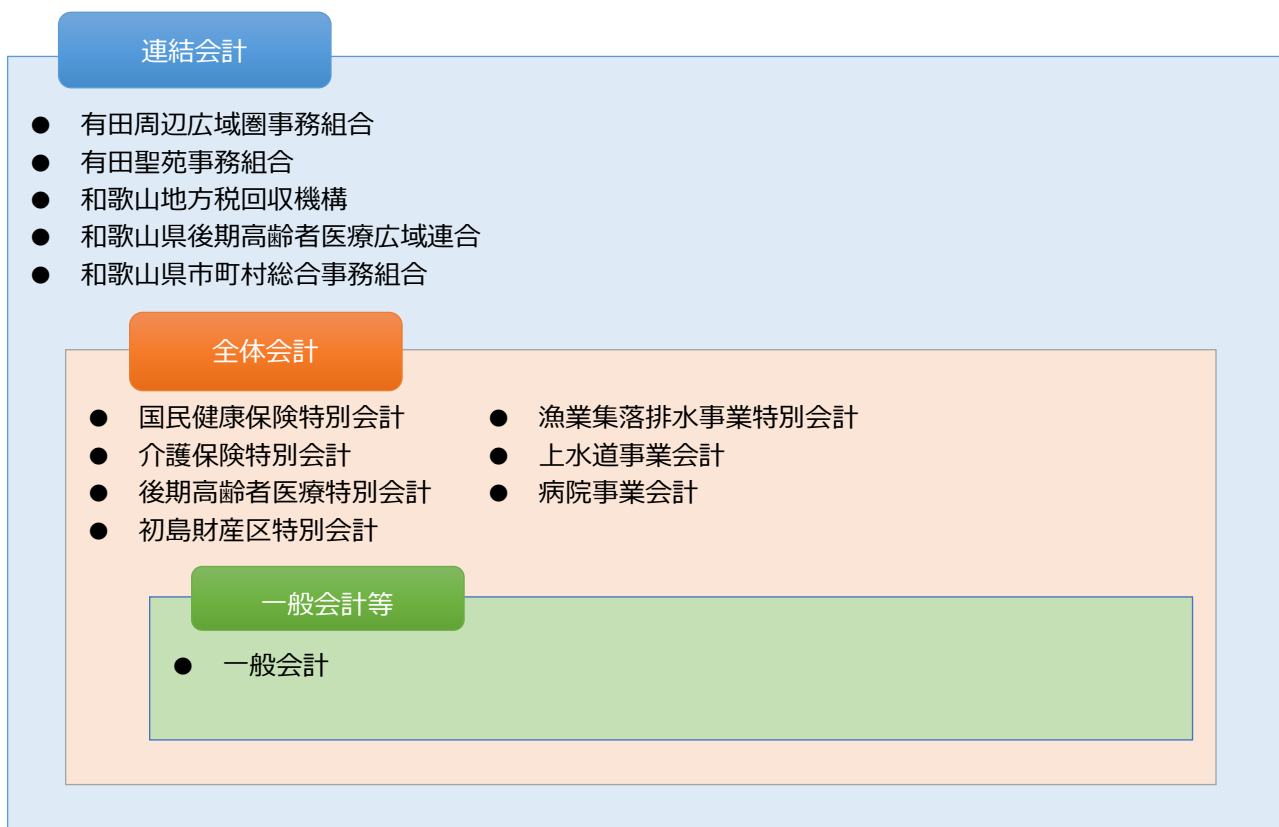 連結会計
● 有田周辺広域圏事務組合
● 有田聖苑事務組合
● 和歌山地方税回収機構
● 和歌山県後期高齢者医療広域連合
● 和歌山県市町村総合事務組合
全体会計
● 国民健康保険特別会計
● 介護保険特別会計
● 後期高齢者医療特別会計
● 初島財産区特別会計
● 漁業集落排水事業特別会計
● 上水道事業会計
● 病院事業会計
一般会計等
● 一般会計